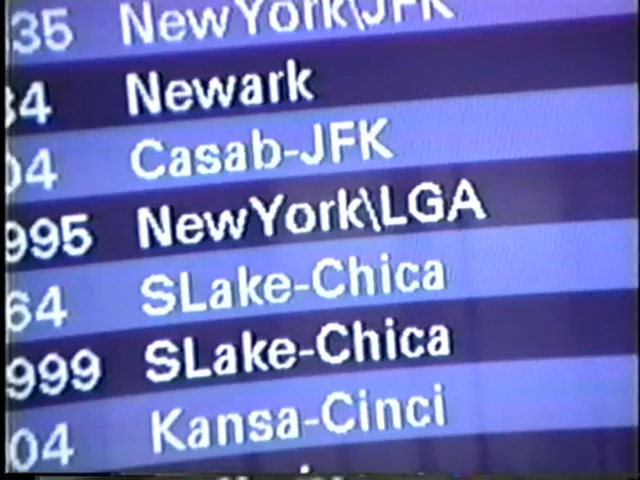 35 NewYork\JFK
34 Newark
04 Casab-JFK
995 NewYork\LGA
64 SLake-Chica
999 SLake-Chica
04 Kansa-Cinci